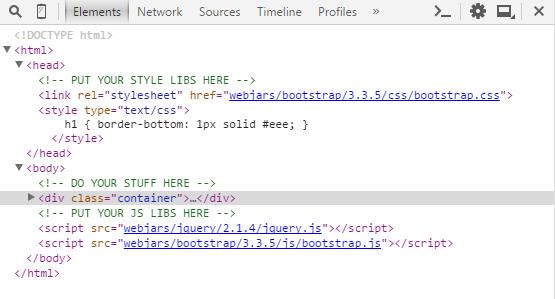 Elements Network Sources Timeline Profiles »
<!DOCTYPE html>
<html>
<head>
<!-- PUT YOUR STYLE LIBS HERE -->
<link rel="stylesheet" href="webjars/bootstrap/3.3.5/css/bootstrap.css">
<style type="text/css">
h1 { border-bottom: 1px solid #eee; }
</style>
</head>
<body>
<!-- DO YOUR STUFF HERE -->
<div class="container">…</div>
<!-- PUT YOUR JS LIBS HERE -->
<script src="webjars/jquery/2.1.4/jquery.js"></script>
<script src="webjars/bootstrap/3.3.5/js/bootstrap.js"></script>
</body>
</html>